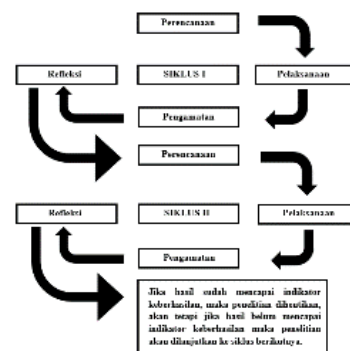 Perencanaan
Refleksi
SIKLUS I
Pelaksanaan
Pengamatan
Perencanaan
Refleksi
SIKLUS II
Pelaksanaan
Pengamatan
Jika hasil sudah mencapai indikator
keberhasilan, maka penelitian dihentikan,
akan tetapi jika hasil belum mencapai
indikator keberhasilan maka penelitian
akan dilanjutkan ke siklus berikutnya.